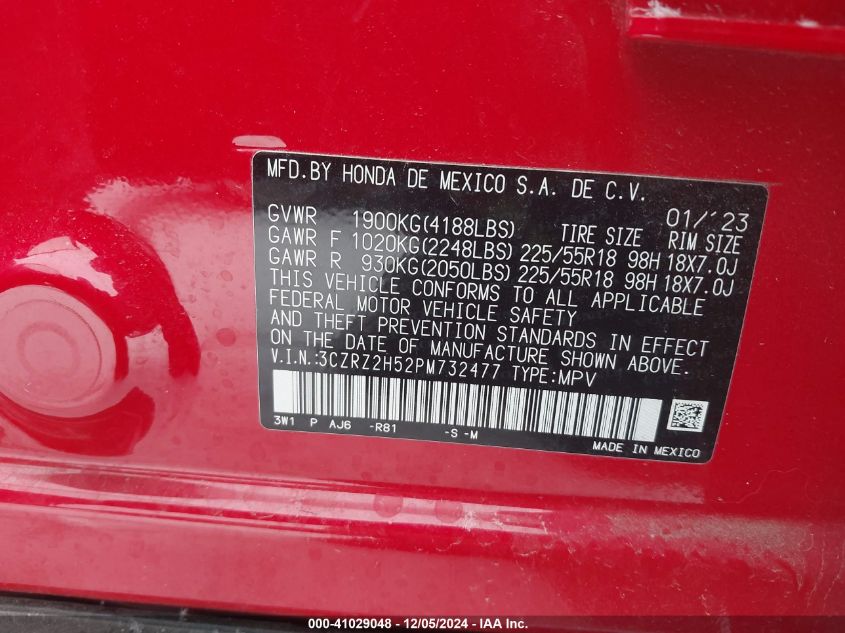 MFD.BY HONDA DE MEXICO S.A. DE C.V.
01/'23
GVWR 1900KG(4188LBS) TIRE SIZE RIM SIZE
GAWR F 1020KG(2248LBS) 225/55R18 98H 18X7.0J
GAWR R 930KG(2050LBS) 225/55R18 98H 18X7.0J
THIS VEHICLE CONFORMS TO ALL APPLICABLE
FEDERAL MOTOR VEHICLE SAFETY
AND THEFT PREVENTION STANDARDS IN EFFECT
ON THE DATE OF MANUFACTURE SHOWN ABOVE.
V.I.N.:3CZRZ2H52PM732477 TYPE:MPV
3W1 P AJ6 -R81 -S -M
MADE IN MEXICO
000-41029048 - 12/05/2024 - IAA Inc.